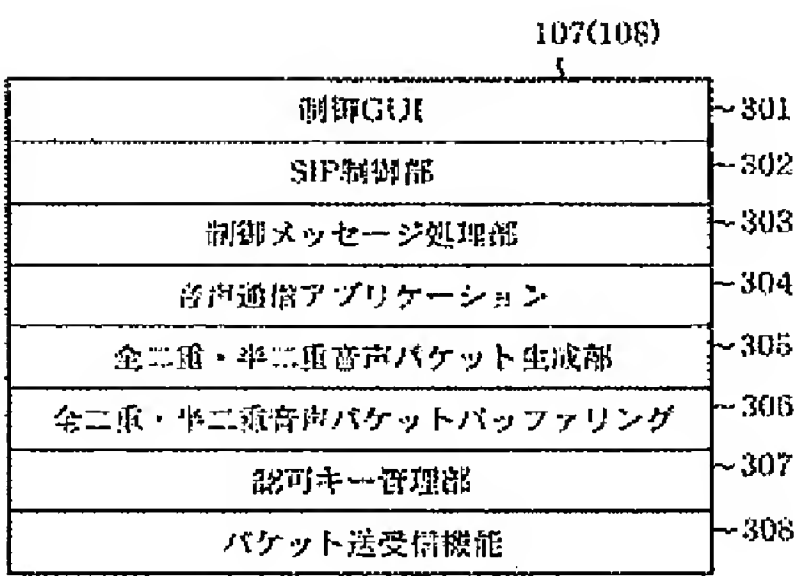 107(108)
制御GUI ~301
SIP制御部 ~302
制御メッセージ処理部 ~303
音声通信アプリケーション ~304
全二重・半二重音声パケット生成部 ~305
全二重・半二重音声パケットバッファリング ~306
認可キー管理部 ~307
パケット送受信機能 ~308